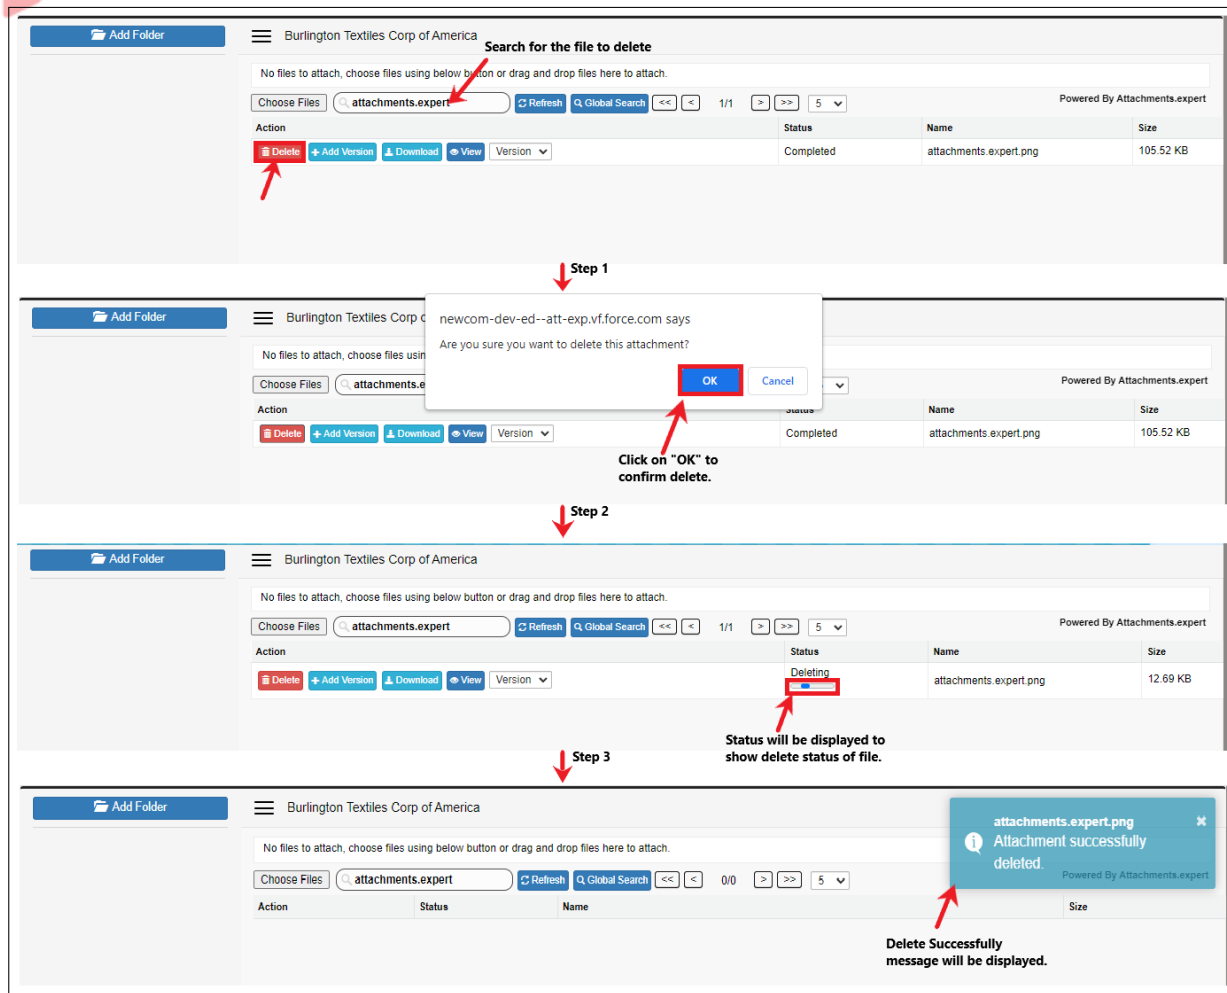 Add Folder
Burlington Textiles Corp of America
Search for the file to delete
No files to attach, choose files using below button or drag and drop files here to attach.
Choose Files attachments.expert Refresh Global Search << < 1/1 > >> 5 Powered By Attachments.expert
Action Status Name Size
Delete + Add Version Download View Version Completed attachments.expert.png 105.52 KB
Step 1
Add Folder
Burlington Textiles Corp
newcom-dev-ed--att-exp.vf.force.com says
Are you sure you want to delete this attachment?
OK Cancel
No files to attach, choose files
Choose Files attachments.e Powered By Attachments.expert
Action Status Name Size
Delete + Add Version Download View Version Completed attachments.expert.png 105.52 KB
Click on "OK" to
confirm delete.
Step 2
Add Folder
Burlington Textiles Corp of America
No files to attach, choose files using below button or drag and drop files here to attach.
Choose Files attachments.expert Refresh Global Search << < 1/1 > >> 5 Powered By Attachments.expert
Action Status Name Size
Delete + Add Version Download View Version Deleting attachments.expert.png 12.69 KB
Status will be displayed to
show delete status of file.
Step 3
Add Folder
Burlington Textiles Corp of America
attachments.expert.png ×
Attachment successfully
deleted.
No files to attach, choose files using below button or drag and drop files here to attach.
Choose Files attachments.expert Refresh Global Search << < 0/0 > >> 5 Powered By Attachments.expert
Action Status Name Size
Delete Successfully
message will be displayed.